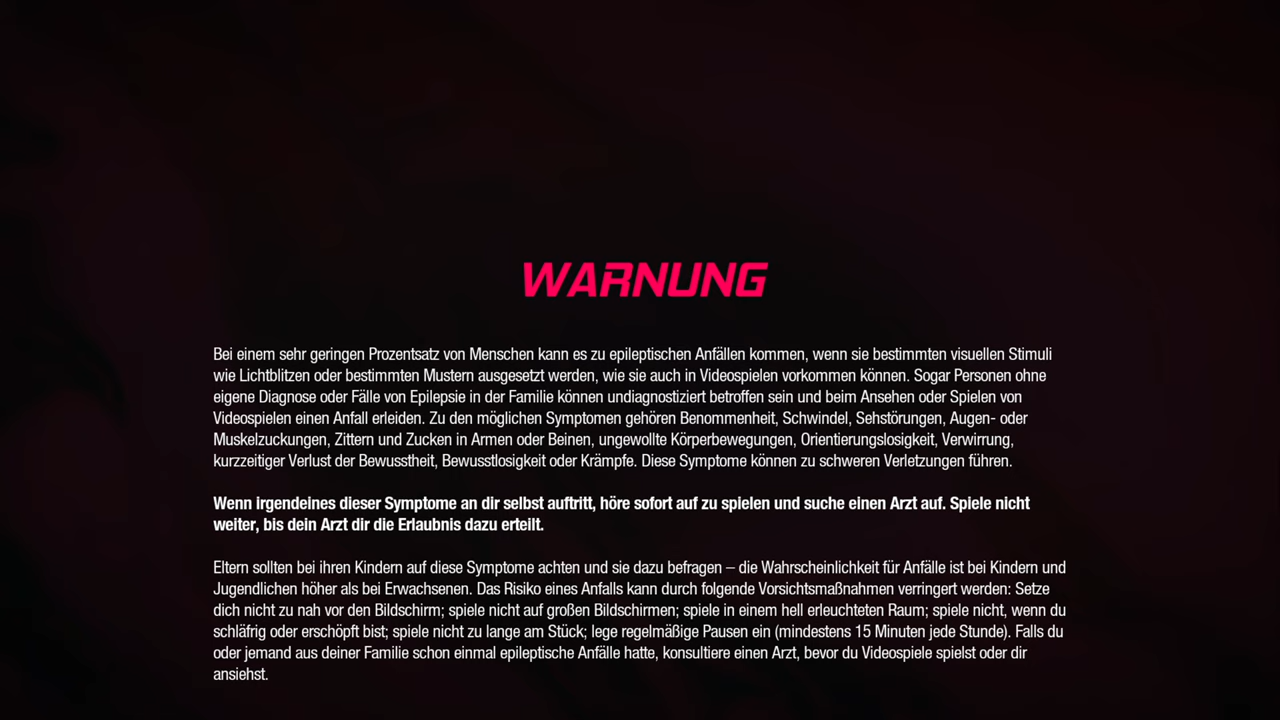 WARNUNG
Bei einem sehr geringen Prozentsatz von Menschen kann es zu epileptischen Anfällen kommen, wenn sie bestimmten visuellen Stimuli
wie Lichtblitzen oder bestimmten Mustern ausgesetzt werden, wie sie auch in Videospielen vorkommen können. Sogar Personen ohne
eigene Diagnose oder Fälle von Epilepsie in der Familie können undiagnostiziert betroffen sein und beim Ansehen oder Spielen von
Videospielen einen Anfall erleiden. Zu den möglichen Symptomen gehören Benommenheit, Schwindel, Sehstörungen, Augen- oder
Muskelzuckungen, Zittern und Zucken in Armen oder Beinen, ungewollte Körperbewegungen, Orientierungslosigkeit, Verwirrung,
kurzzeitiger Verlust der Bewusstheit, Bewusstlosigkeit oder Krämpfe. Diese Symptome können zu schweren Verletzungen führen.
Wenn irgendeines dieser Symptome an dir selbst auftritt, höre sofort auf zu spielen und suche einen Arzt auf. Spiele nicht
weiter, bis dein Arzt dir die Erlaubnis dazu erteilt.
Eltern sollten bei ihren Kindern auf diese Symptome achten und sie dazu befragen – die Wahrscheinlichkeit für Anfälle ist bei Kindern und
Jugendlichen höher als bei Erwachsenen. Das Risiko eines Anfalls kann durch folgende Vorsichtsmaßnahmen verringert werden: Setze
dich nicht zu nah vor den Bildschirm; spiele nicht auf großen Bildschirmen; spiele in einem hell erleuchteten Raum; spiele nicht, wenn du
schläfrig oder erschöpft bist; spiele nicht zu lange am Stück; lege regelmäßige Pausen ein (mindestens 15 Minuten jede Stunde). Falls du
oder jemand aus deiner Familie schon einmal epileptische Anfälle hatte, konsultiere einen Arzt, bevor du Videospiele spielst oder dir
ansiehst.